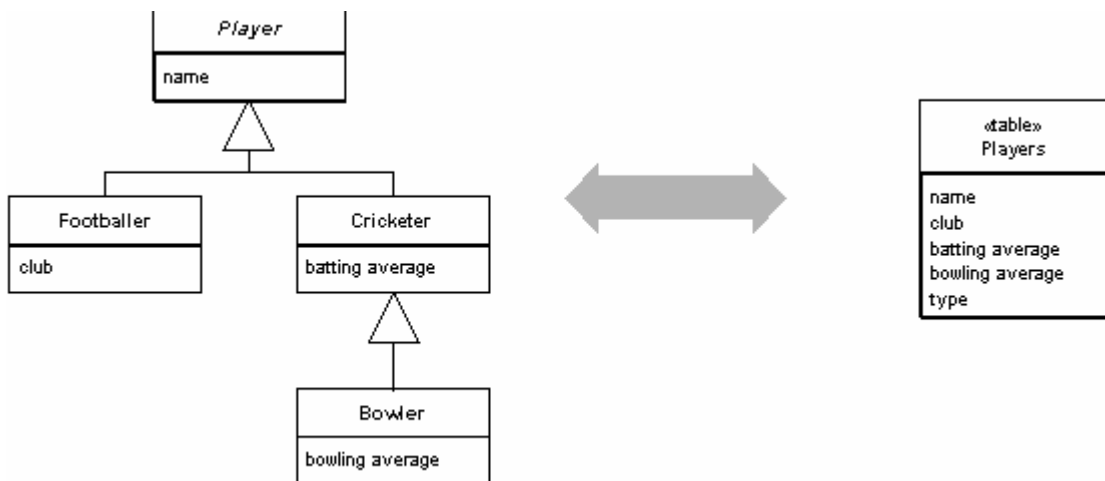 Player
name
Footballer
club
Cricketer
batting average
Bowler
bowling average
«table»
Players
name
club
batting average
bowling average
type